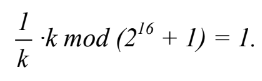 1/k ·k mod (2^16 + 1) = 1.